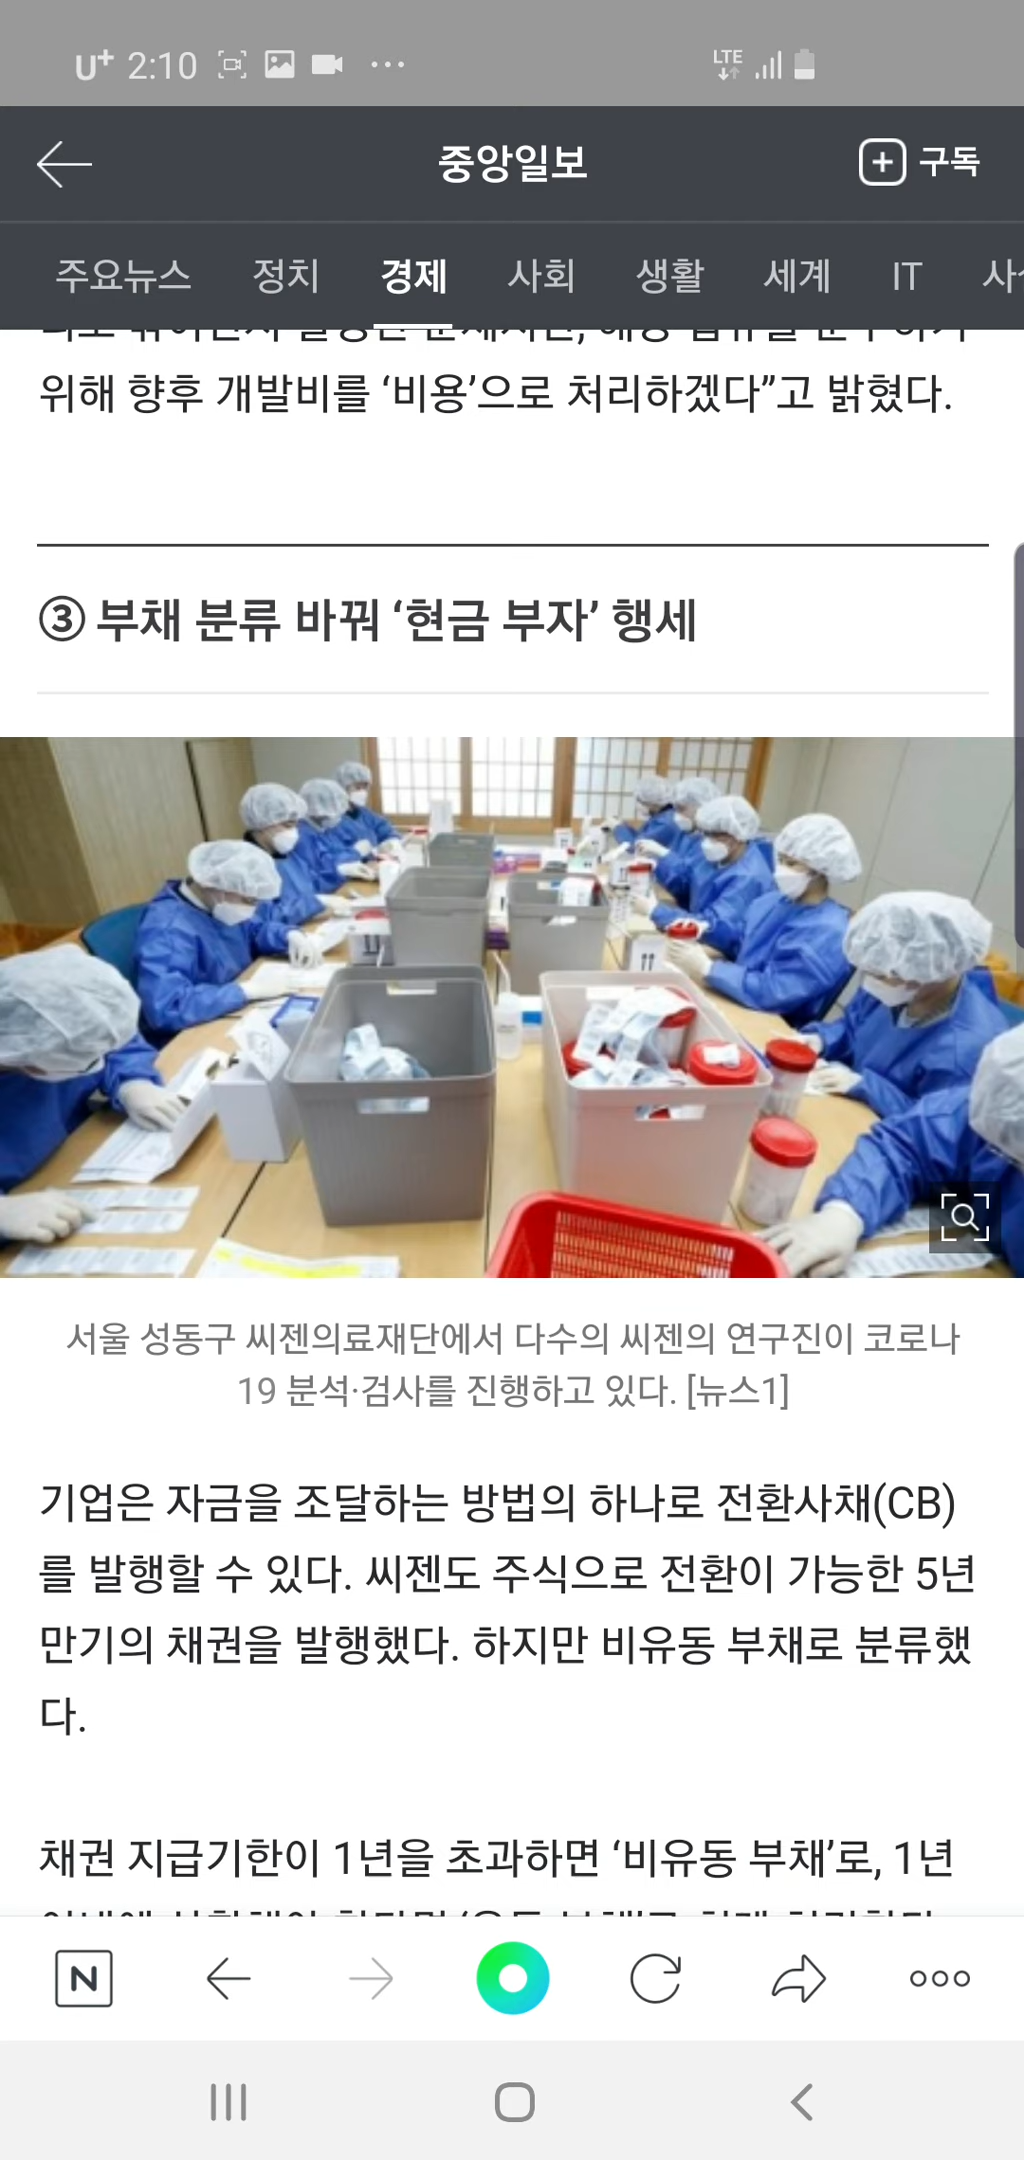 U+ 2:10 LTE
중앙일보
구독
주요뉴스 정치 경제 사회 생활 세계 IT
위해 향후 개발비를 ‘비용’으로 처리하겠다”고 밝혔다.
③ 부채 분류 바꿔 ‘현금 부자’ 행세
서울 성동구 씨젠의료재단에서 다수의 씨젠의 연구진이 코로나
19 분석·검사를 진행하고 있다. [뉴스1]
기업은 자금을 조달하는 방법의 하나로 전환사채(CB)
를 발행할 수 있다. 씨젠도 주식으로 전환이 가능한 5년
만기의 채권을 발행했다. 하지만 비유동 부채로 분류했
다.
채권 지급기한이 1년을 초과하면 ‘비유동 부채’로, 1년
N